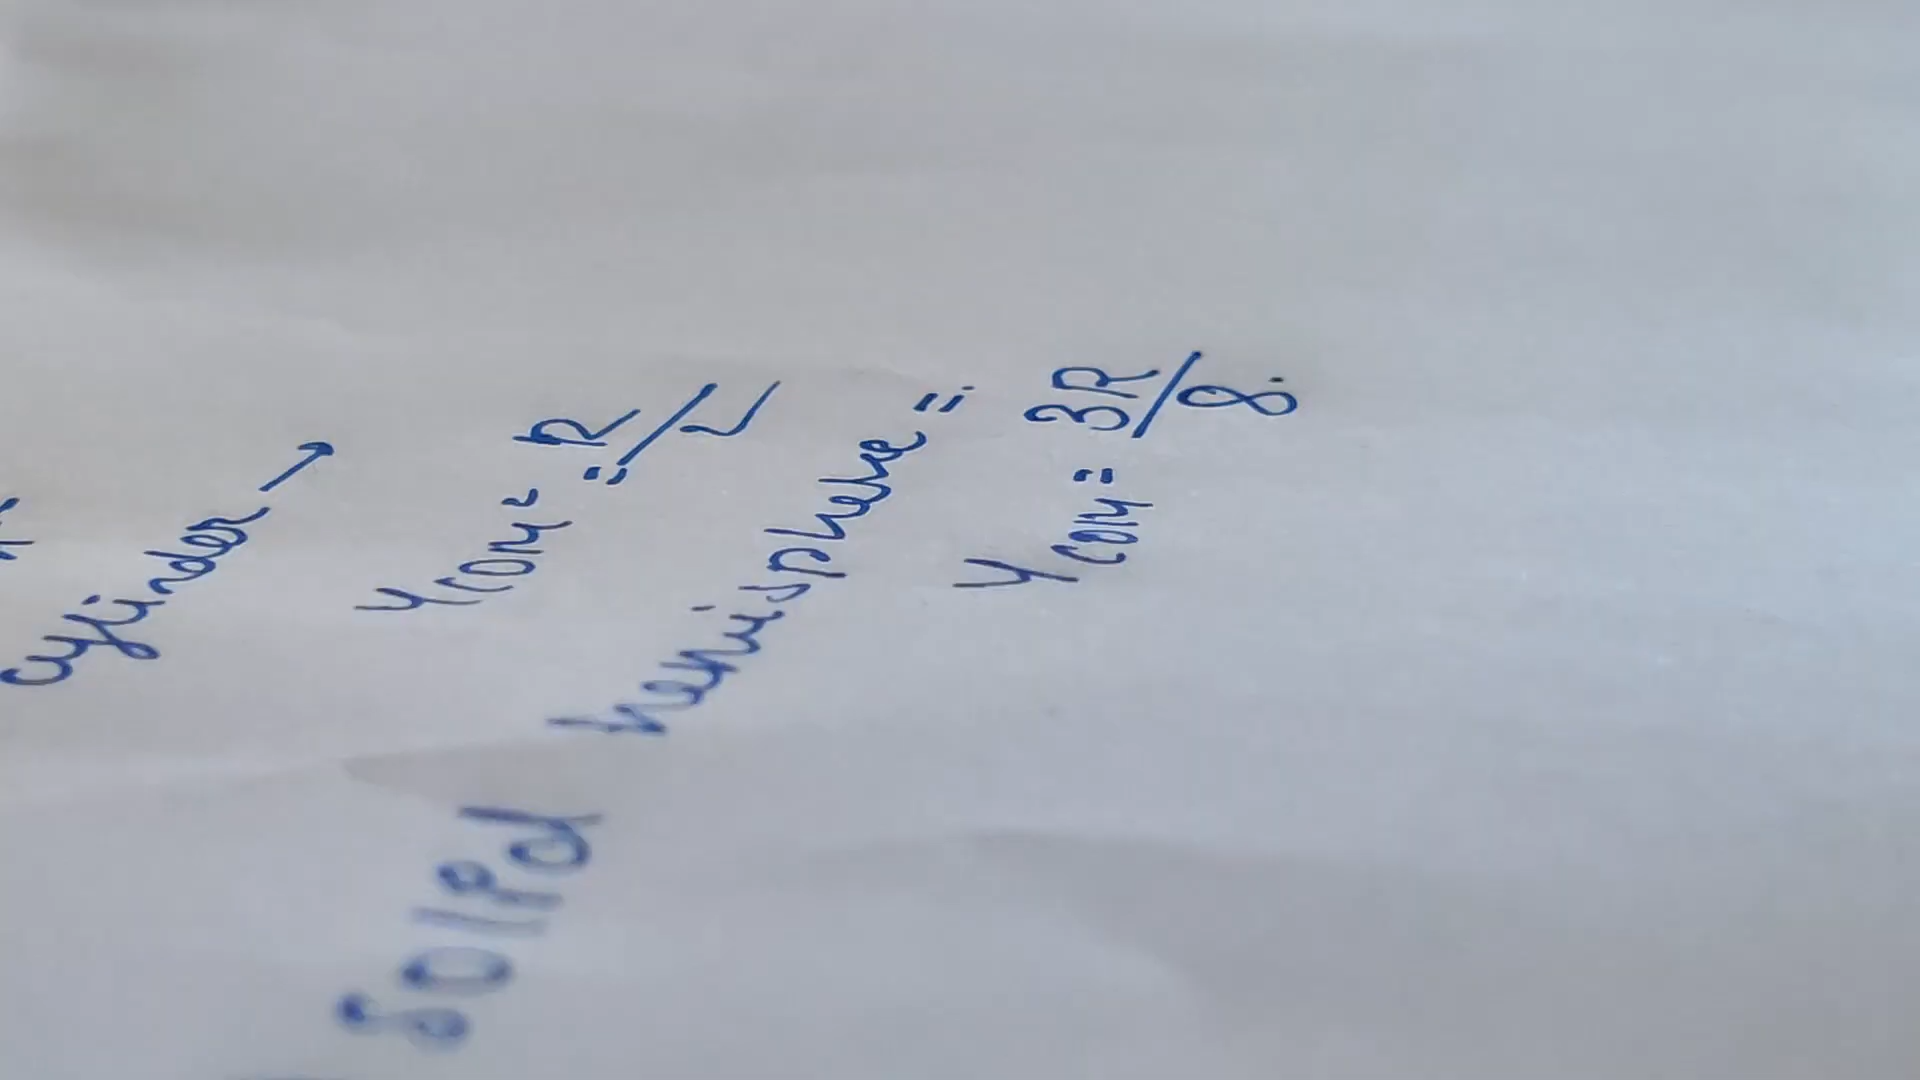 cylinder →
YCOM = R/2
solid hemisphere =
YCOM = 3R/8.